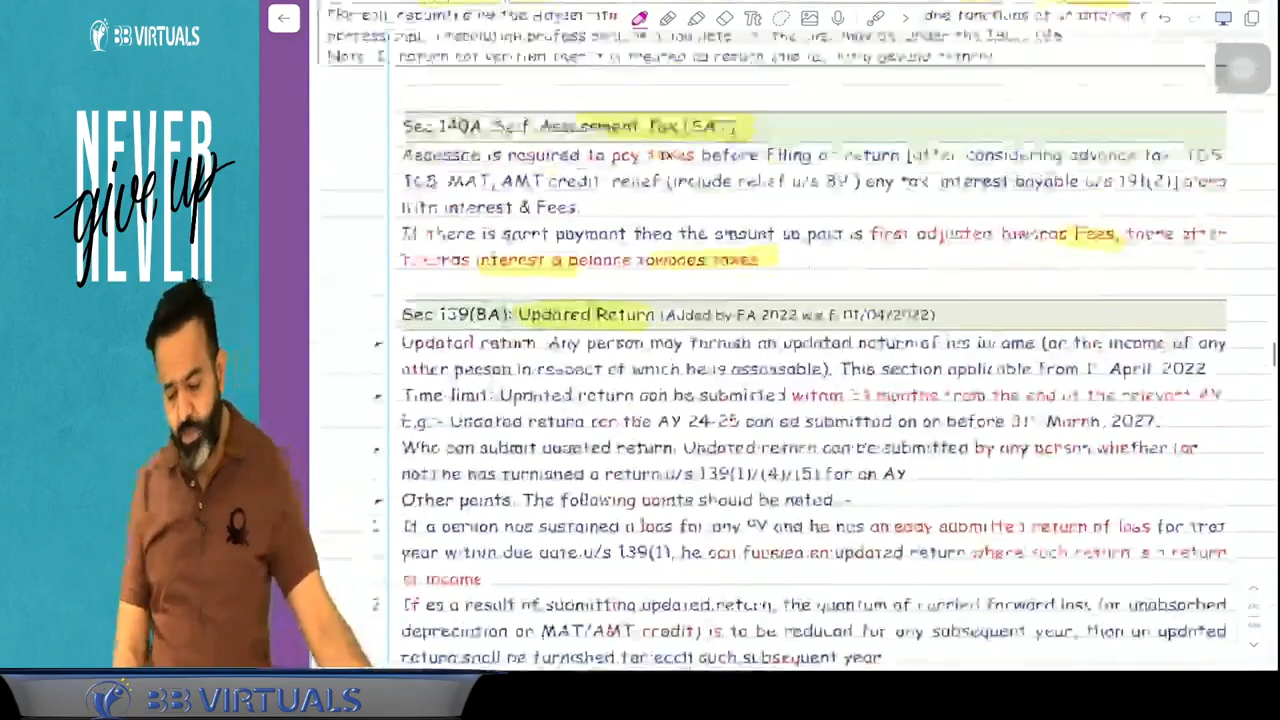 BB VIRTUALS
NEVER
give up
NEVER
Sec 140A Self Assessment Tax (SAT)
Assessee is required to pay taxes before Filing of return [after considering advance tax TDS
TCS MAT, AMT credit relief (include relief u/s 89) any tax interest payable u/s 191(2)] along
With interest & Fees.
If there is short payment then the amount so paid is first adjusted towards Fees, there after
Towards interest & balance towards taxes
Sec 139(8A): Updated Return (Added by FA 2022 w.e.f. 01/04/2022)
Updated return. Any person may furnish an updated return of his income (or the income of any
other person in respect of which he is assessable). This section applicable from 1 April 2022
Time limit: Updated return can be submitted within months from the end of the relevant AY
E.g:- Updated return for the AY 24-25 can be submitted on or before 31st March, 2027.
Who can submit updated return. Updated return can be submitted by any person whether (or
not) he has furnished a return u/s 139(1)/(4)/(5) for an AY
Other points. The following points should be noted -
1 If a person has sustained a loss for any PY and he has already submitted return of loss for that
year within due date u/s 139(1), he can furnish an updated return where such return is a return
of income
2 If as a result of submitting updated return, the quantum of carried forward loss (or unabsorbed
depreciation or MAT/AMT credit) is to be reduced for any subsequent year, then an updated
return shall be furnished for each such subsequent year
BB VIRTUALS